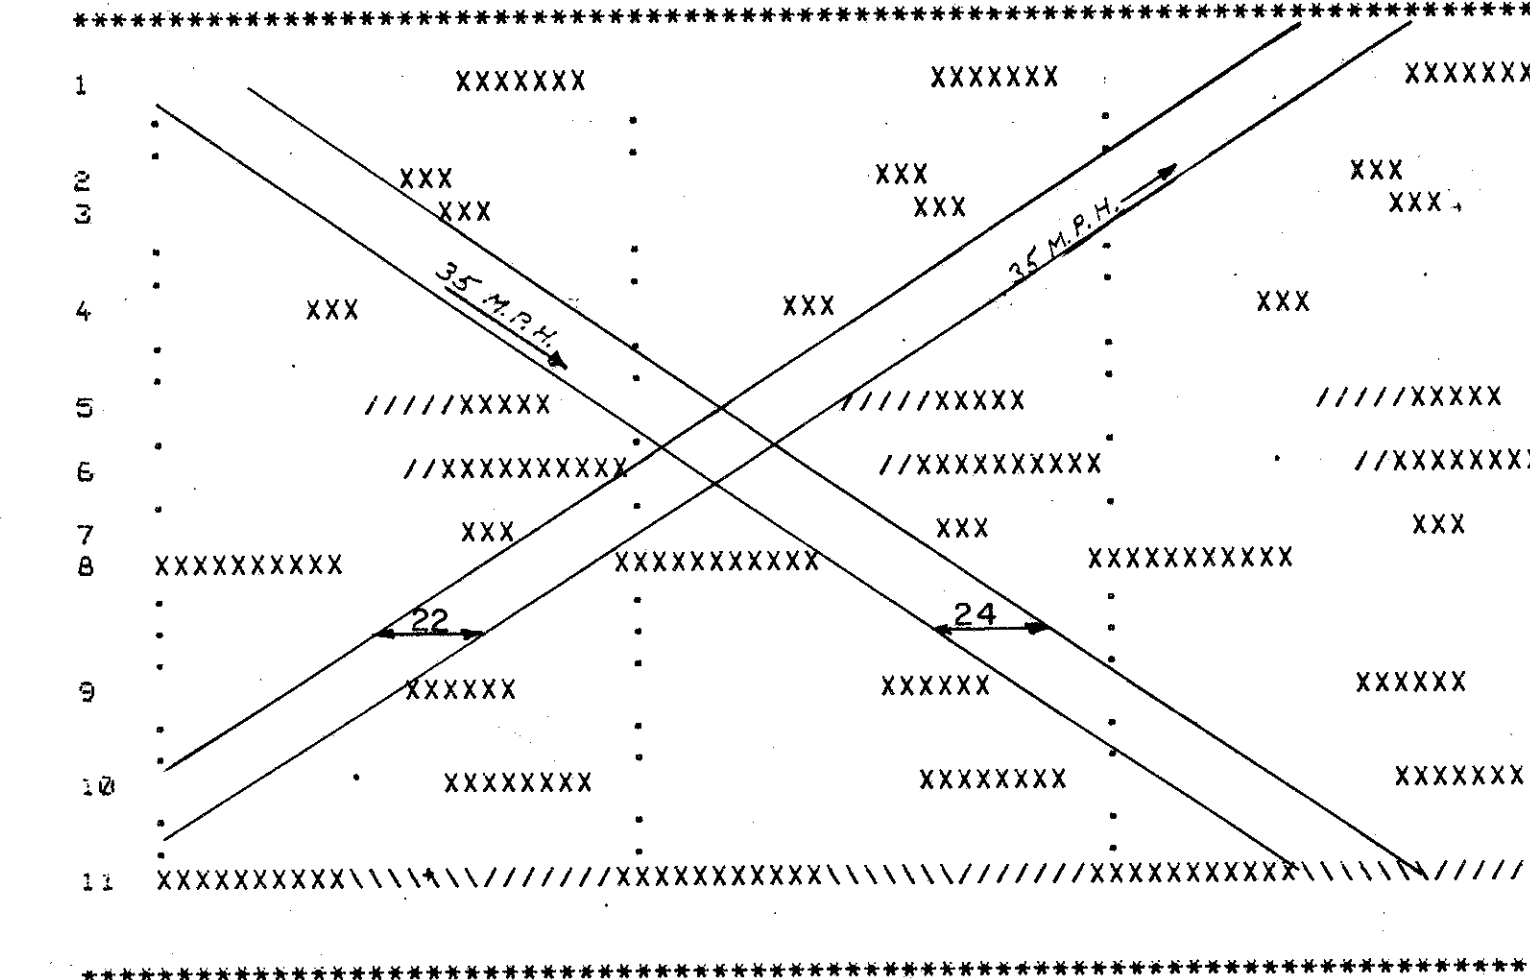 ************************************************************************
1 XXXXXXX XXXXXXX XXXXXXX
2 XXX XXX XXX
3 XXX XXX XXX
35 M.P.H.
35 M.P.H.
4 XXX XXX XXX
5 /////XXXXX /////XXXXX /////XXXXX
6 //XXXXXXXXXX //XXXXXXXXXX //XXXXXXX
7 XXX XXX XXX
8 XXXXXXXXXX XXXXXXXXXXX XXXXXXXXXXX
22 24
9 XXXXXX XXXXXX XXXXXX
10 XXXXXXXX XXXXXXXX XXXXXXX
11 XXXXXXXXXX\\\\\\\///////XXXXXXXXXXX\\\\\\\///////XXXXXXXXXXX\\\\\\\/////
************************************************************************